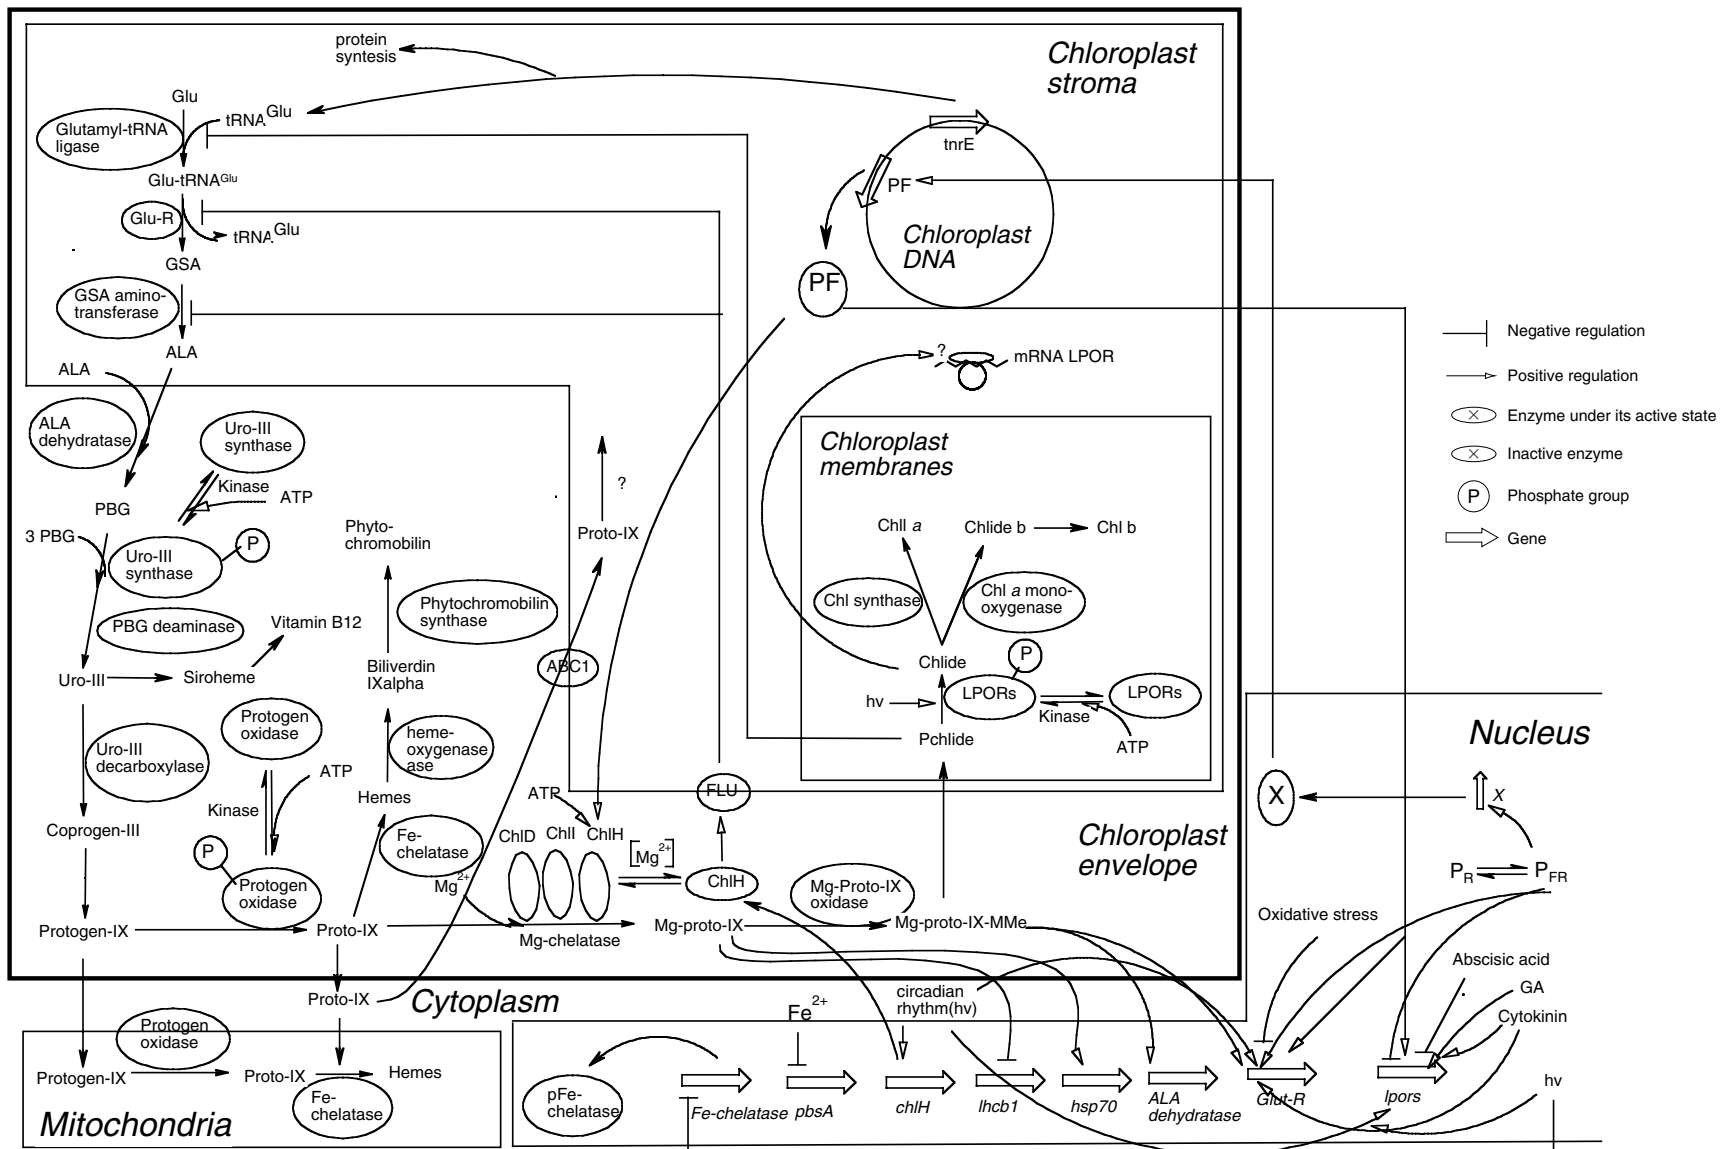 protein
syntesis
Chloroplast
stroma
Glu
tRNA Glu
Glutamyl-tRNA
ligase
tnrE
Glu-tRNAGlu
PF
Glu-R
tRNA Glu
Chloroplast
DNA
GSA
PF
GSA amino-
transferase
ALA
ALA
? mRNA LPOR
Negative regulation
Positive regulation
X Enzyme under its active state
X Inactive enzyme
P Phosphate group
Gene
ALA
dehydratase
Uro-III
synthase
Chloroplast
membranes
Kinase
ATP
PBG
?
3 PBG
Uro-III
synthase
P
Phyto-
chromobilin
Proto-IX
Chll a
Chlide b
Chl b
Chl synthase
Chl a mono-
oxygenase
Phytochromobilin
synthase
PBG deaminase
Vitamin B12
Uro-III
Siroheme
Biliverdin
IXalpha
ABC1
P
Chlide
LPORs
LPORs
hv
Kinase
Pchlide
ATP
Protogen
oxidase
heme-
oxygenase
ase
Nucleus
Uro-III
decarboxylase
ATP
Kinase
Hemes
ATP
FLU
X
X
Coprogen-III
Fe-
chelatase
ChlD
ChlI
ChlH
[Mg2+]
Chloroplast
envelope
P
Protogen
oxidase
Mg2+
ChlH
Mg-Proto-IX
oxidase
PR
PFR
Protogen-IX
Proto-IX
Mg-chelatase
Mg-proto-IX
Mg-proto-IX-MMe
Oxidative stress
Abscisic acid
GA
Cytokinin
Proto-IX
Cytoplasm
Fe2+
circadian
rhythm(hv)
Protogen
oxidase
Protogen-IX
Proto-IX
Hemes
Fe-
chelatase
Mitochondria
pFe-
chelatase
Fe-chelatase
pbsA
chlH
lhcb1
hsp70
ALA
dehydratase
Glut-R
lpors
hv